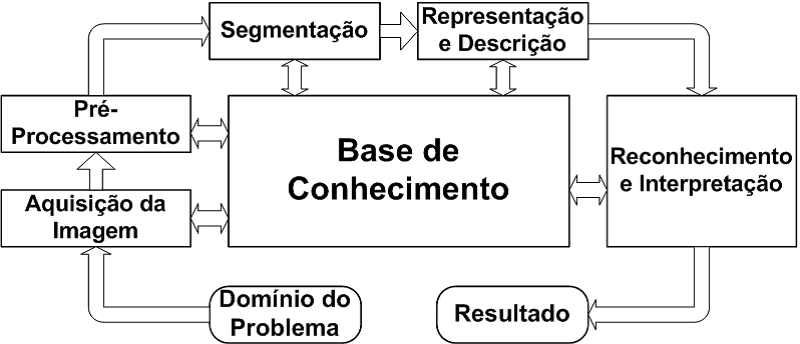 Segmentação
Representação
e Descrição
Pré-
Processamento
Base de
Conhecimento
Reconhecimento
e Interpretação
Aquisição da
Imagem
Domínio do
Problema
Resultado